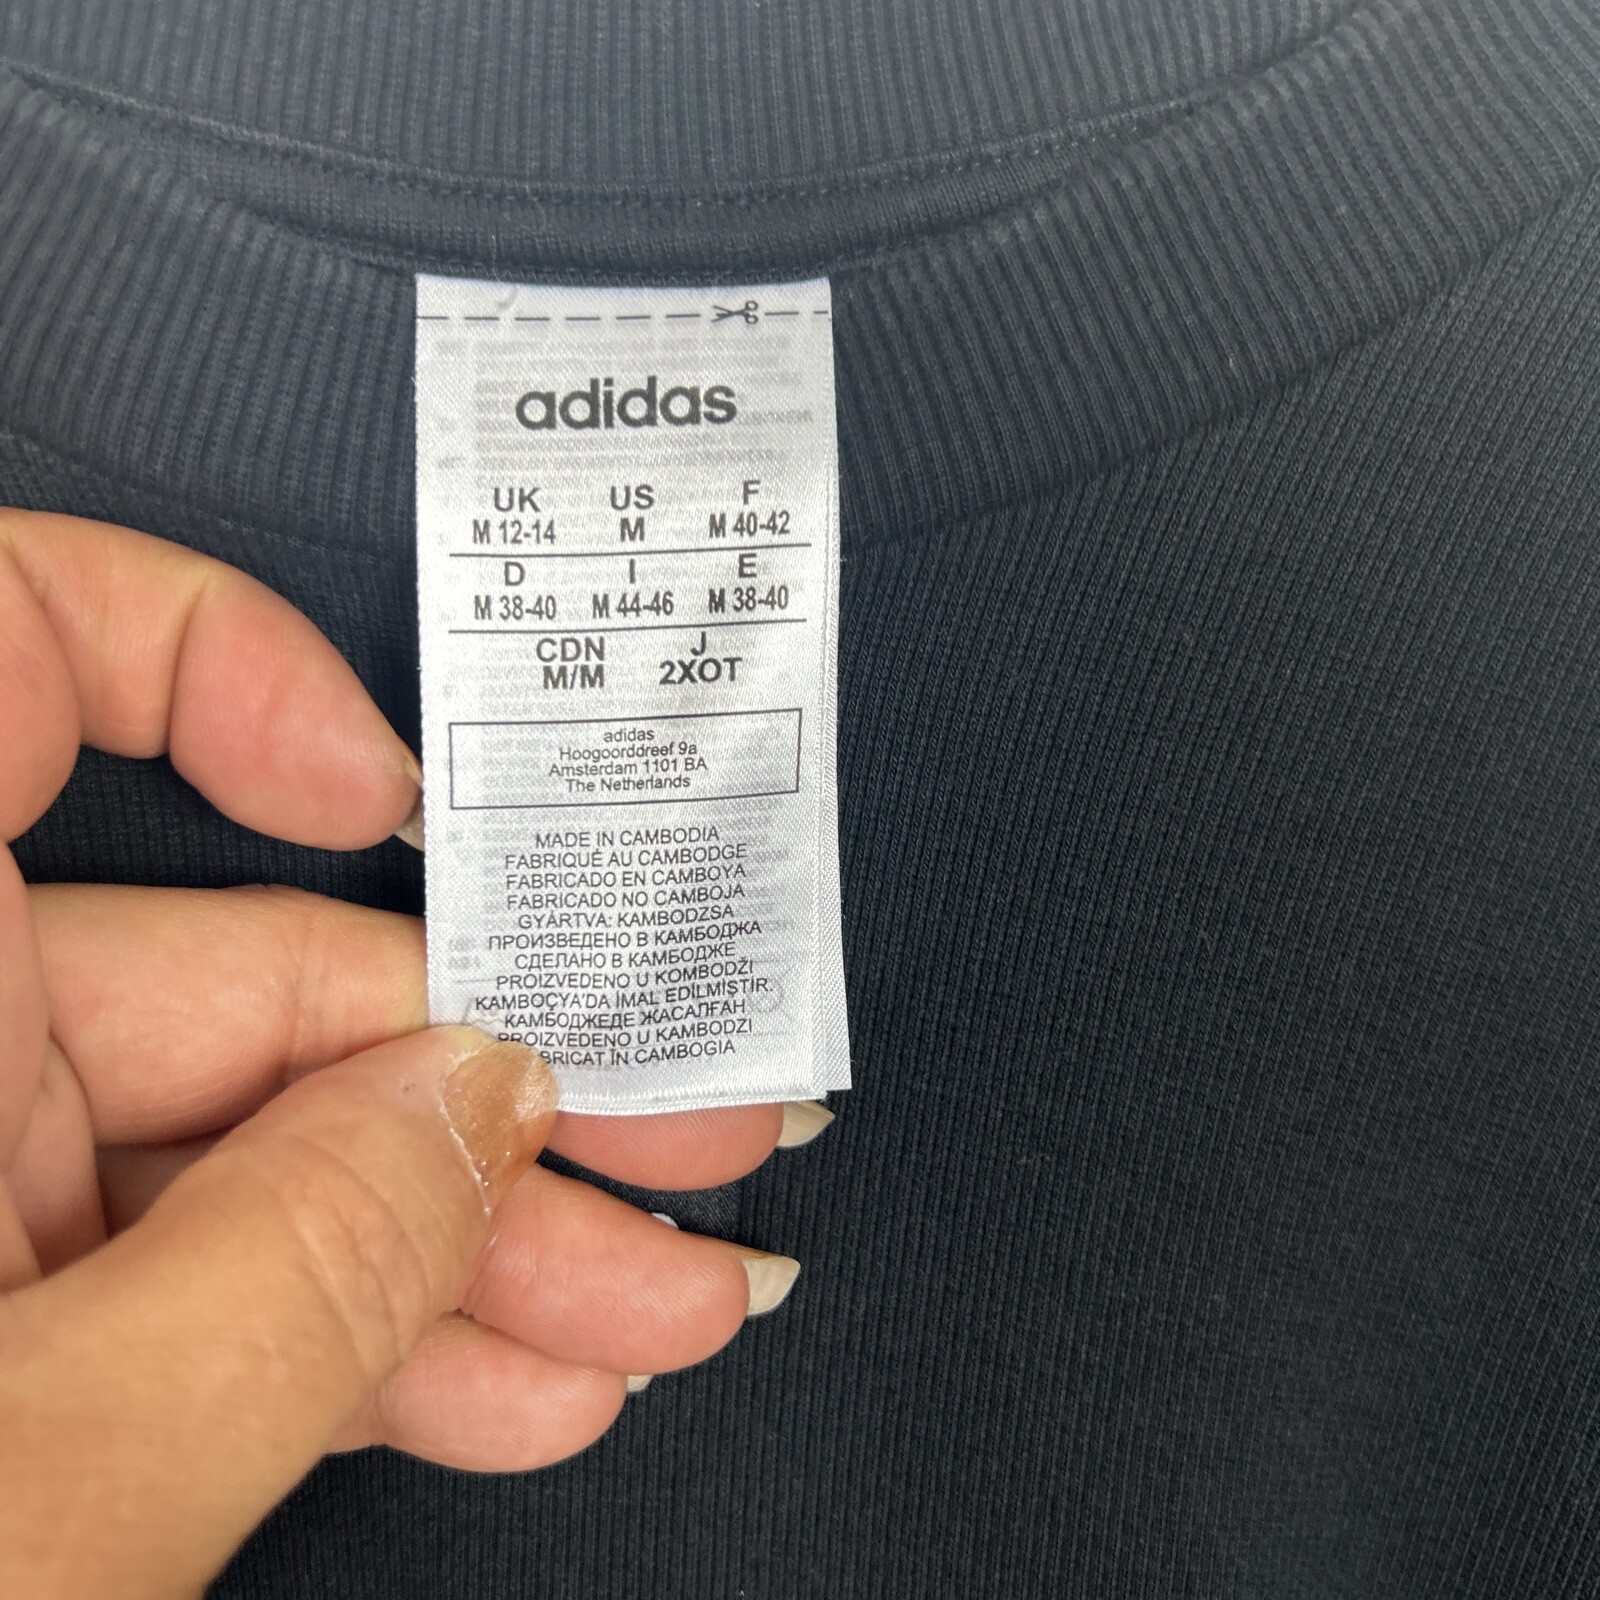 adidas
UK US F
M 12-14 M M 40-42
D I E
M 38-40 M 44-46 M 38-40
CDN J
M/M 2XOT
adidas
Hoogoorddreef 9a
Amsterdam 1101 BA
The Netherlands
MADE IN CAMBODIA
FABRIQUÉ AU CAMBODGE
FABRICADO EN CAMBOYA
FABRICADO NO CAMBOJA
GYÁRTVA: KAMBODZSA
ПРОИЗВЕДЕНО В КАМБОДЖА
СДЕЛАНО В КАМБОДЖЕ
PROIZVEDENO U KOMBODŽI
KAMBOÇYA'DA İMAL EDİLMİŞTİR.
КАМБОДЖЕДЕ ЖАСАЛҒАН
PROIZVEDENO U KAMBODZI
BRICAT ÎN CAMBOGIA